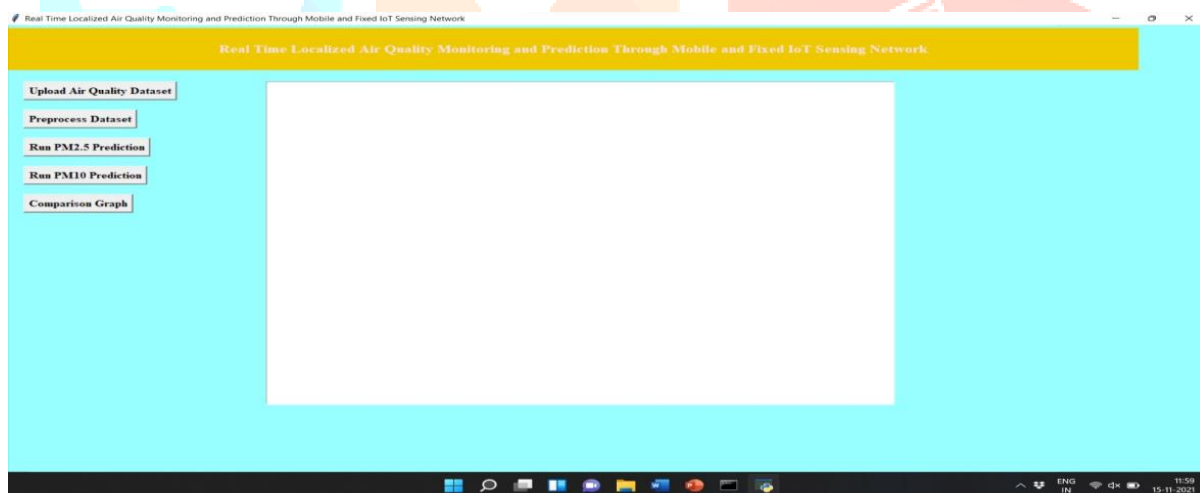 Real Time Localized Air Quality Monitoring and Prediction Through Mobile and Fixed IoT Sensing Network
Real Time Localized Air Quality Monitoring and Prediction Through Mobile and Fixed IoT Sensing Network
Upload Air Quality Dataset
Preprocess Dataset
Run PM2.5 Prediction
Run PM10 Prediction
Comparison Graph
ENG
IN
11:59
15-11-2021